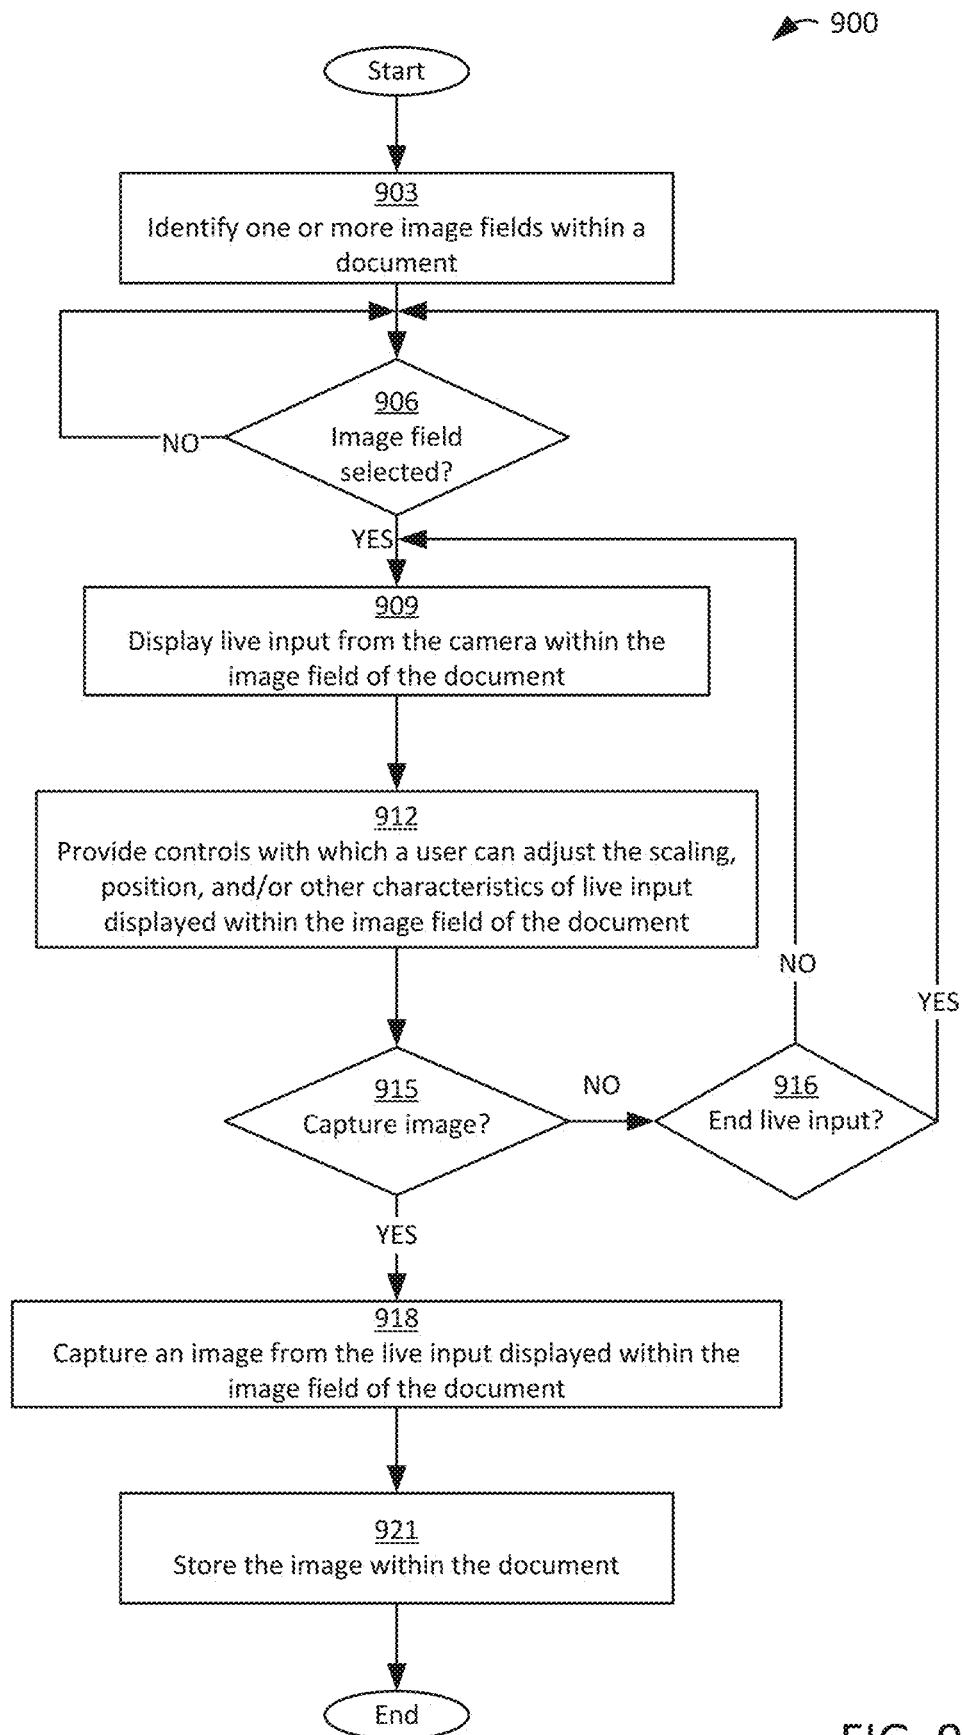 900
Start
903
Identify one or more image fields within a
document
906
Image field
selected?
NO
YES
909
Display live input from the camera within the
image field of the document
912
Provide controls with which a user can adjust the scaling,
position, and/or other characteristics of live input
displayed within the image field of the document
NO
YES
915
Capture image?
NO
916
End live input?
YES
918
Capture an image from the live input displayed within the
image field of the document
921
Store the image within the document
End